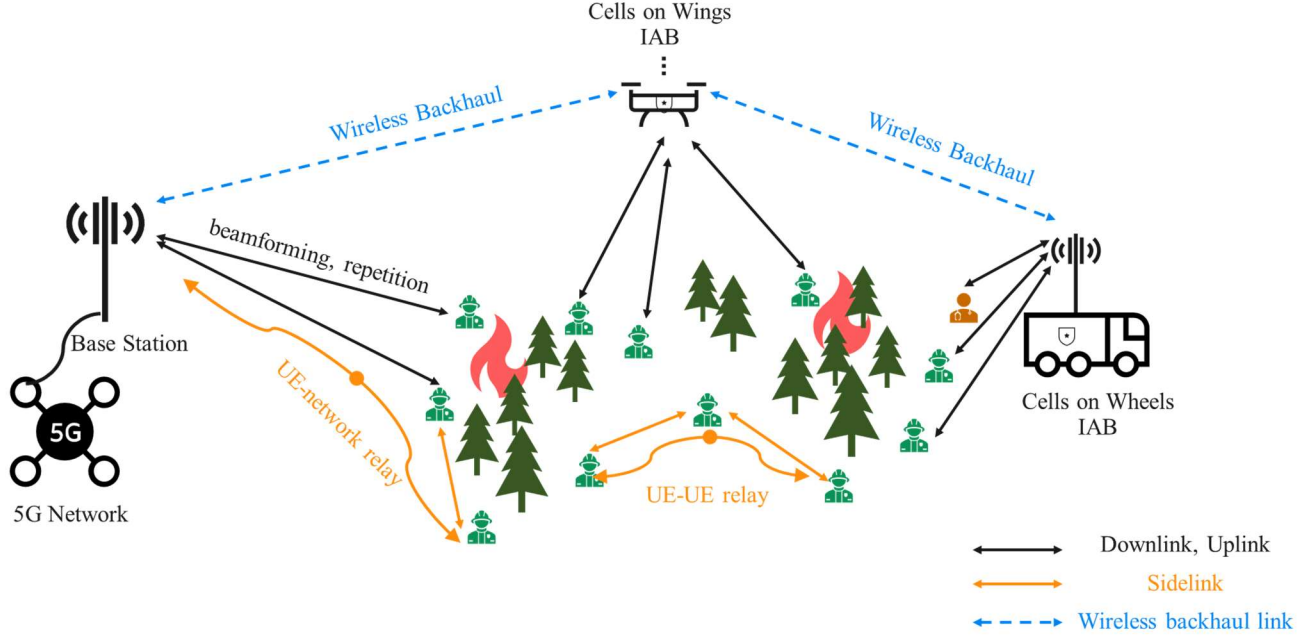 Cells on Wings
IAB
Wireless Backhaul
Wireless Backhaul
beamforming, repetition
Base Station
UE-network relay
5G
5G Network
UE-UE relay
Cells on Wheels
IAB
Downlink, Uplink
Sidelink
Wireless backhaul link